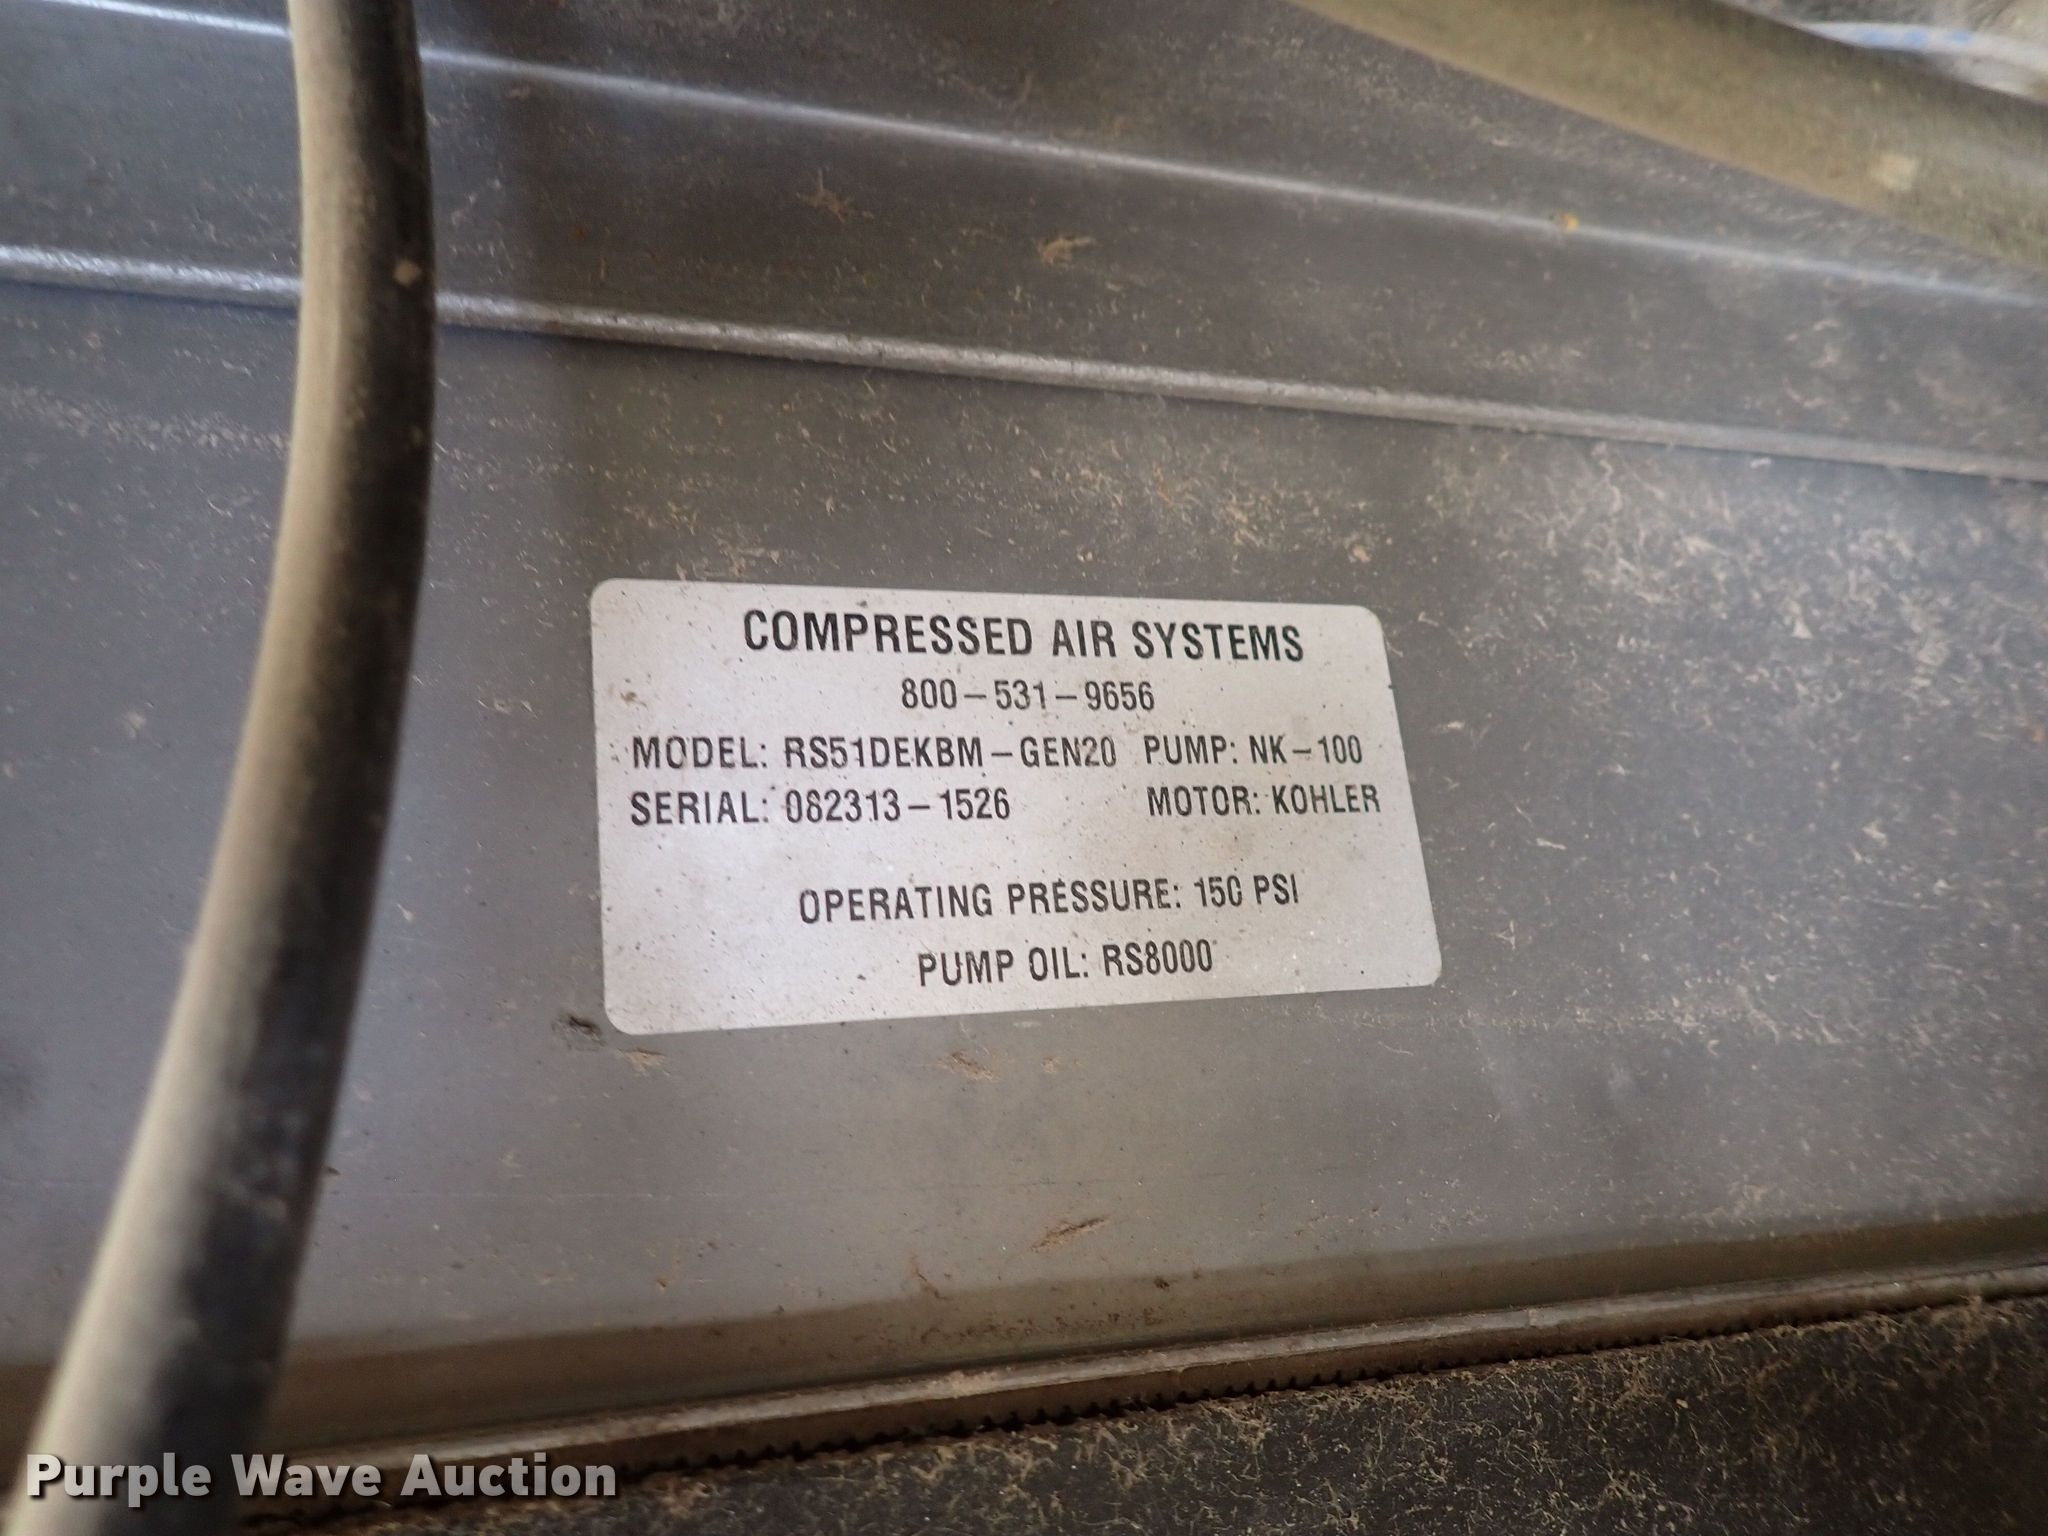 COMPRESSED AIR SYSTEMS
800-531-9656
MODEL: RS51DEKBM-GEN20 PUMP: NK-100
SERIAL: 082313-1526 MOTOR: KOHLER
OPERATING PRESSURE: 150 PSI
PUMP OIL: RS8000
Purple Wave Auction